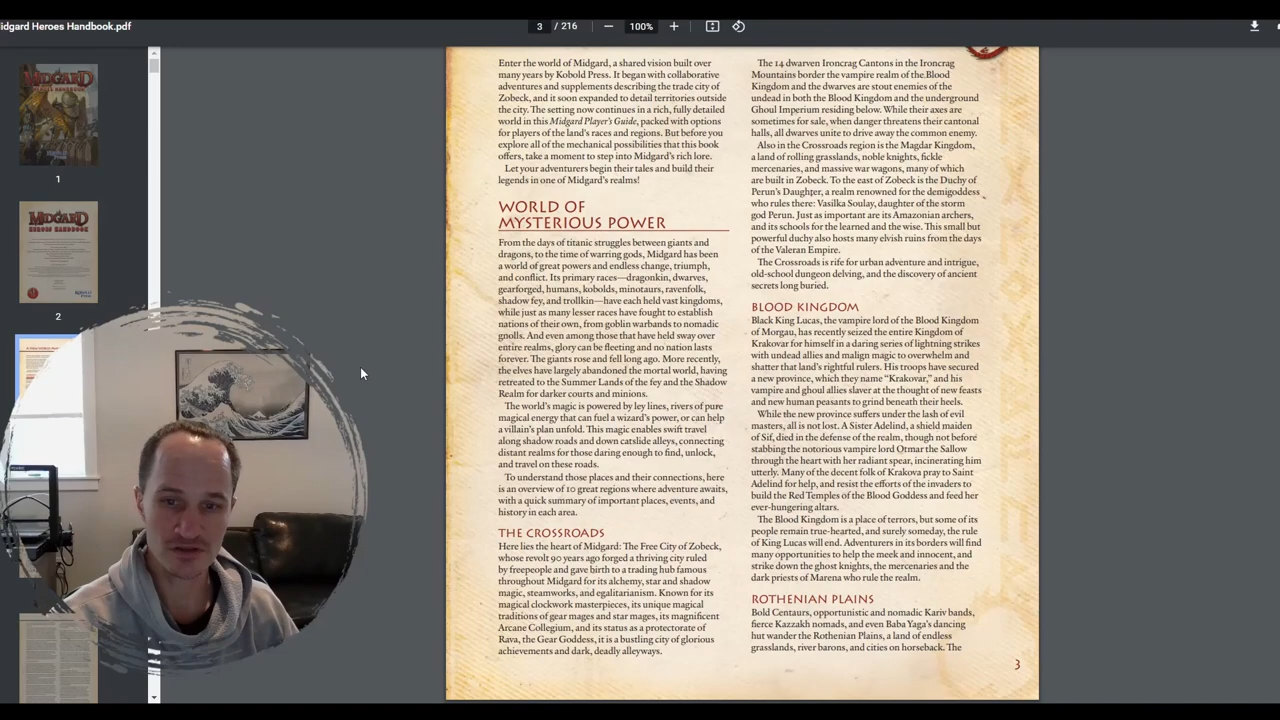 idgard Heroes Handbook.pdf
3 / 216
100%
MIDGARD
HEROES HANDBOOK
1
MIDGARD
HEROES HANDBOOK
2
Enter the world of Midgard, a shared vision built over
many years by Kobold Press. It began with collaborative
adventures and supplements describing the trade city of
Zobeck, and it soon expanded to detail territories outside
the city. The setting now continues in a rich, fully detailed
world in this Midgard Player's Guide, packed with options
for players of the land's races and regions. But before you
explore all of the mechanical possibilities that this book
offers, take a moment to step into Midgard's rich lore.
Let your adventurers begin their tales and build their
legends in one of Midgard's realms!
WORLD OF
MYSTERIOUS POWER
From the days of titanic struggles between giants and
dragons, to the time of warring gods, Midgard has been
a world of great powers and endless change, triumph,
and conflict. Its primary races—dragonkin, dwarves,
gearforged, humans, kobolds, minotaurs, ravenfolk,
shadow fey, and trollkin—have each held vast kingdoms,
while just as many lesser races have fought to establish
nations of their own, from goblin warbands to nomadic
gnolls. And even among those that have held sway over
entire realms, glory can be fleeting and no nation lasts
forever. The giants rose and fell long ago. More recently,
the elves have largely abandoned the mortal world, having
retreated to the Summer Lands of the fey and the Shadow
Realm for darker courts and minions.
The world's magic is powered by ley lines, rivers of pure
magical energy that can fuel a wizard's power, or can help
a villain's plan unfold. This magic enables swift travel
along shadow roads and down catslide alleys, connecting
distant realms for those daring enough to find, unlock,
and travel on these roads.
To understand those places and their connections, here
is an overview of 10 great regions where adventure awaits,
with a quick summary of important places, events, and
history in each area.
THE CROSSROADS
Here lies the heart of Midgard: The Free City of Zobeck,
whose revolt 90 years ago forged a thriving city ruled
by freepeople and gave birth to a trading hub famous
throughout Midgard for its alchemy, star and shadow
magic, steamworks, and egalitarianism. Known for its
magical clockwork masterpieces, its unique magical
traditions of gear mages and star mages, its magnificent
Arcane Collegium, and its status as a protectorate of
Rava, the Gear Goddess, it is a bustling city of glorious
achievements and dark, deadly alleyways.
The 14 dwarven Ironcrag Cantons in the Ironcrag
Mountains border the vampire realm of the Blood
Kingdom and the dwarves are stout enemies of the
undead in both the Blood Kingdom and the underground
Ghoul Imperium residing below. While their axes are
sometimes for sale, when danger threatens their cantonal
halls, all dwarves unite to drive away the common enemy.
Also in the Crossroads region is the Magdar Kingdom,
a land of rolling grasslands, noble knights, fickle
mercenaries, and massive war wagons, many of which
are built in Zobeck. To the east of Zobeck is the Duchy of
Perun's Daughter, a realm renowned for the demigoddess
who rules there: Vasilka Soulay, daughter of the storm
god Perun. Just as important are its Amazonian archers,
and its schools for the learned and the wise. This small but
powerful duchy also hosts many elvish ruins from the days
of the Valeran Empire.
The Crossroads is rife for urban adventure and intrigue,
old-school dungeon delving, and the discovery of ancient
secrets long buried.
BLOOD KINGDOM
Black King Lucas, the vampire lord of the Blood Kingdom
of Morgau, has recently seized the entire Kingdom of
Krakovar for himself in a daring series of lightning strikes
with undead allies and malign magic to overwhelm and
shatter that land's rightful rulers. His troops have secured
a new province, which they name “Krakovar,” and his
vampire and ghoul allies slaver at the thought of new feasts
and new human peasants to grind beneath their heels.
While the new province suffers under the lash of evil
masters, all is not lost. A Sister Adelind, a shield maiden
of Sif, died in the defense of the realm, though not before
stabbing the notorious vampire lord Otmar the Sallow
through the heart with her radiant spear, incinerating him
utterly. Many of the decent folk of Krakova pray to Saint
Adelind for help, and resist the efforts of the invaders to
build the Red Temples of the Blood Goddess and feed her
ever-hungering altars.
The Blood Kingdom is a place of terrors, but some of its
people remain true-hearted, and surely someday, the rule
of King Lucas will end. Adventurers in its borders will find
many opportunities to help the meek and innocent, and
strike down the ghost knights, the mercenaries and the
dark priests of Marena who rule the realm.
ROTHENIAN PLAINS
Bold Centaurs, opportunistic and nomadic Kariv bands,
fierce Kazzakh nomads, and even Baba Yaga's dancing
hut wander the Rothenian Plains, a land of endless
grasslands, river barons, and cities on horseback. The
3